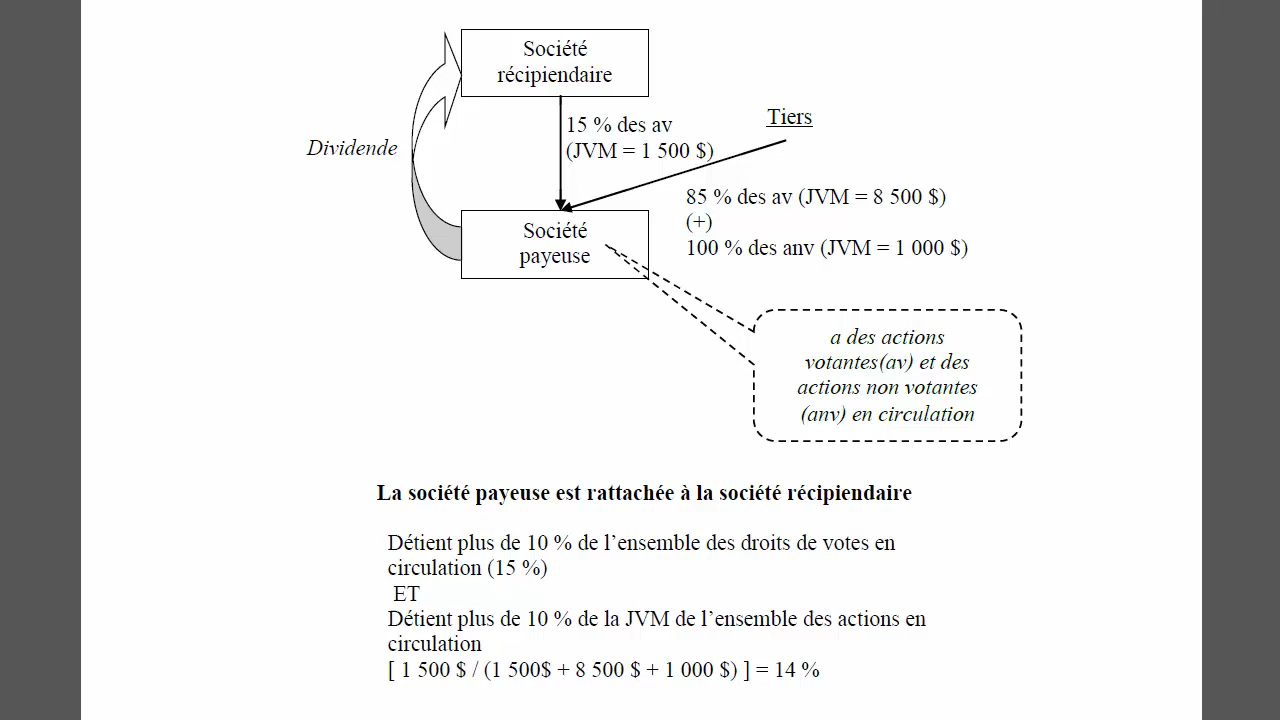 Société
récipiendaire
Dividende
15 % des av
(JVM = 1 500 $)
Tiers
85 % des av (JVM = 8 500 $)
(+)
100 % des anv (JVM = 1 000 $)
Société
payeuse
a des actions
votantes(av) et des
actions non votantes
(anv) en circulation
La société payeuse est rattachée à la société récipiendaire
Détient plus de 10 % de l’ensemble des droits de votes en
circulation (15 %)
ET
Détient plus de 10 % de la JVM de l’ensemble des actions en
circulation
[ 1 500 $ / (1 500$ + 8 500 $ + 1 000 $) ] = 14 %